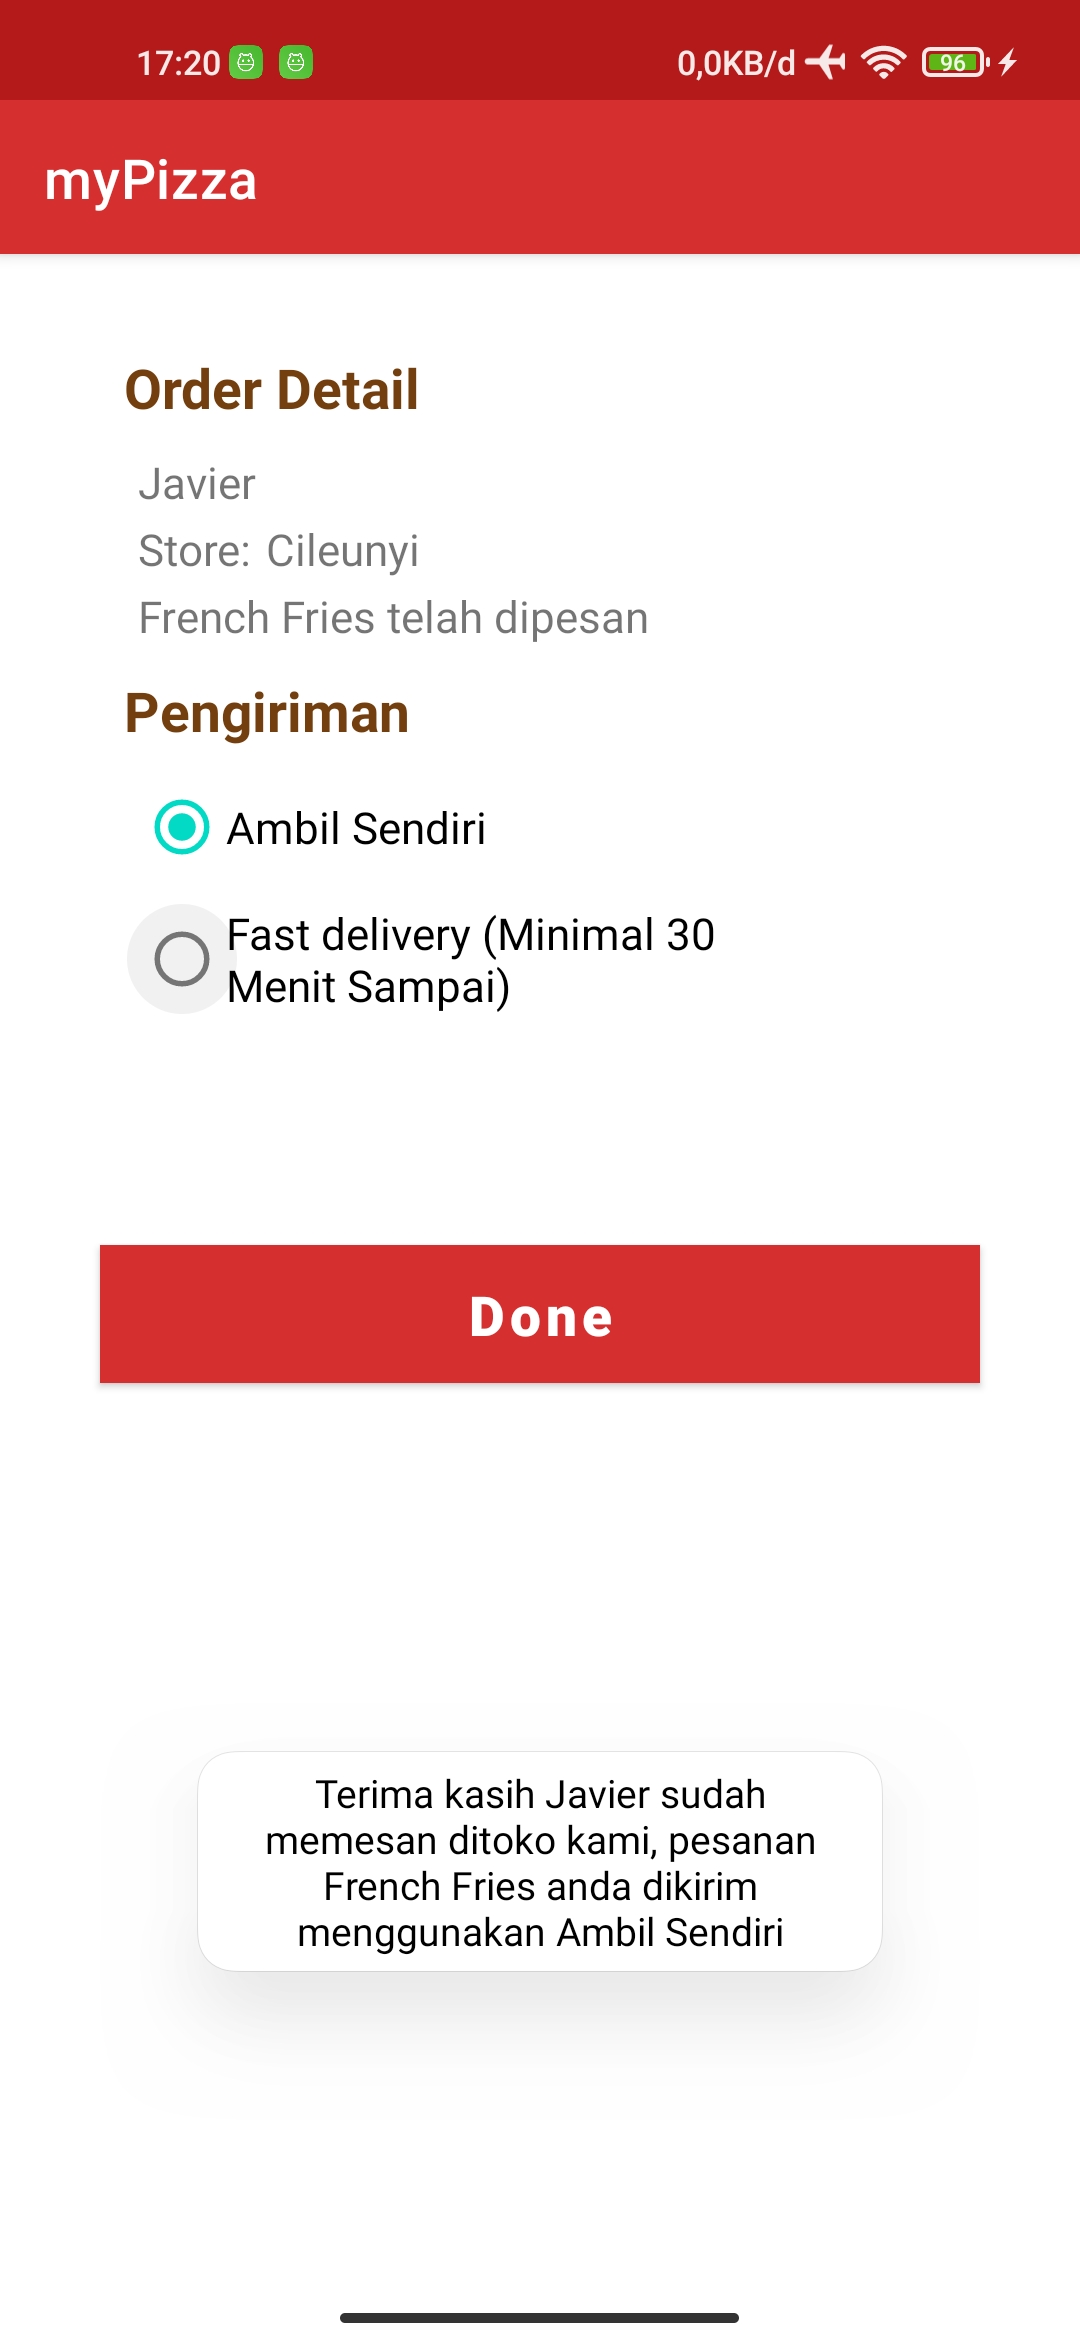 17:20 0,0KB/d 96
myPizza
Order Detail
Javier
Store: Cileunyi
French Fries telah dipesan
Pengiriman
Ambil Sendiri
Fast delivery (Minimal 30
Menit Sampai)
Done
Terima kasih Javier sudah
memesan ditoko kami, pesanan
French Fries anda dikirim
menggunakan Ambil Sendiri